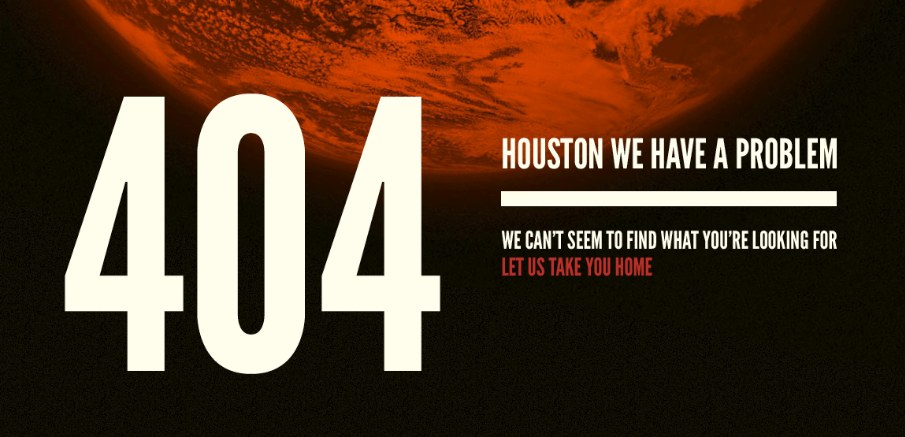 404
HOUSTON WE HAVE A PROBLEM
WE CAN'T SEEM TO FIND WHAT YOU'RE LOOKING FOR
LET US TAKE YOU HOME